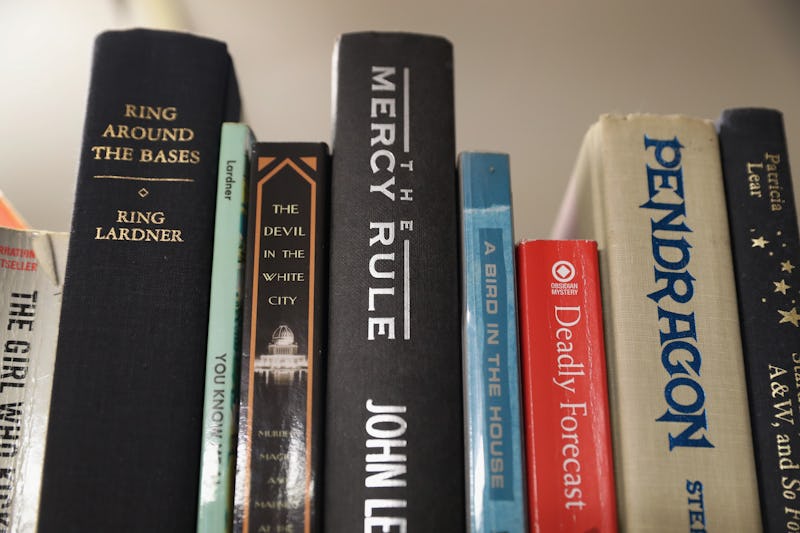 THE GIRL WHO
RING
AROUND
THE BASES
RING
LARDNER
Lardner
YOU KNOW
THE
DEVIL
IN THE
WHITE
CITY
THE
MERCY RULE
JOHN
A BIRD IN THE HOUSE
OBSIDIAN
MYSTERY
Deadly Forecast
PENDRAGON
Patricia
Lear
A&W, and So